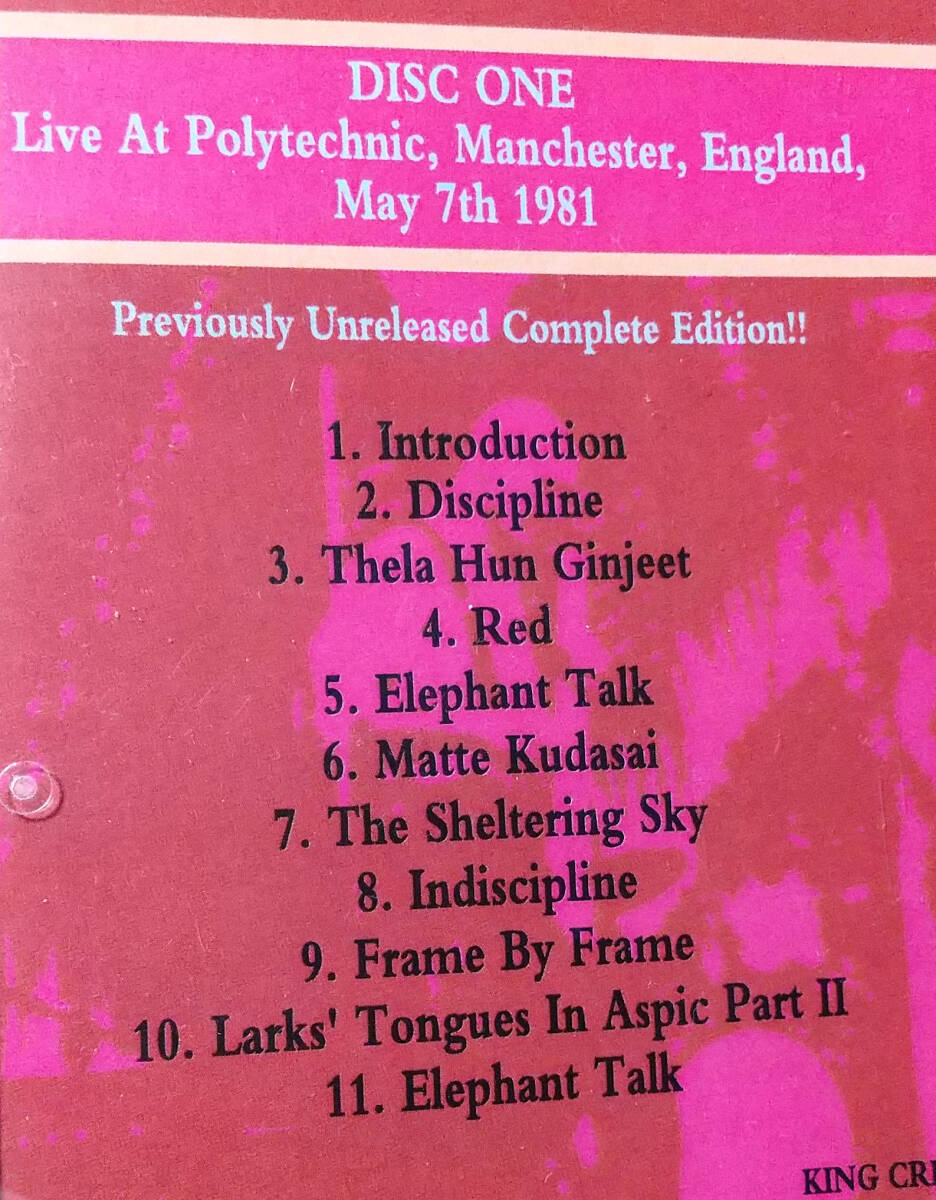 DISC ONE
Live At Polytechnic, Manchester, England,
May 7th 1981
Previously Unreleased Complete Edition!!
1. Introduction
2. Discipline
3. Thela Hun Ginjeet
4. Red
5. Elephant Talk
6. Matte Kudasai
7. The Sheltering Sky
8. Indiscipline
9. Frame By Frame
10. Larks' Tongues In Aspic Part II
11. Elephant Talk
KING